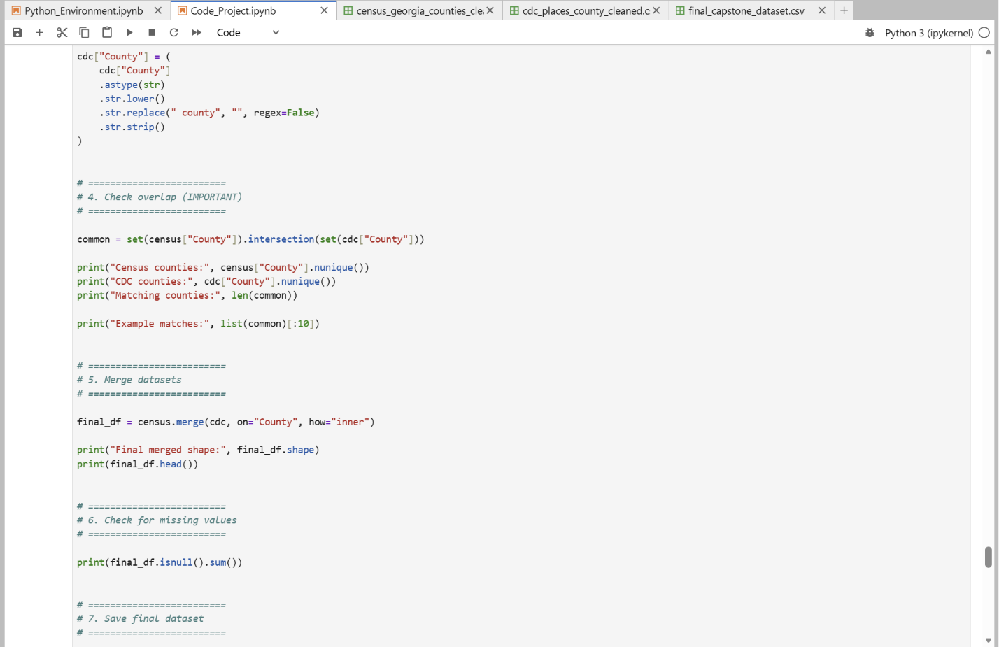 Python_Environment.ipynb
Code_Project.ipynb
census_georgia_counties_cle
cdc_places_county_cleaned.c
final_capstone_dataset.csv
Code
Python 3 (ipykernel)
cdc["County"] = (
    cdc["County"]
    .astype(str)
    .str.lower()
    .str.replace(" county", "", regex=False)
    .str.strip()
)
# =========================
# 4. Check overlap (IMPORTANT)
# =========================
common = set(census["County"]).intersection(set(cdc["County"]))
print("Census counties:", census["County"].nunique())
print("CDC counties:", cdc["County"].nunique())
print("Matching counties:", len(common))
print("Example matches:", list(common)[:10])
# =========================
# 5. Merge datasets
# =========================
final_df = census.merge(cdc, on="County", how="inner")
print("Final merged shape:", final_df.shape)
print(final_df.head())
# =========================
# 6. Check for missing values
# =========================
print(final_df.isnull().sum())
# =========================
# 7. Save final dataset
# =========================